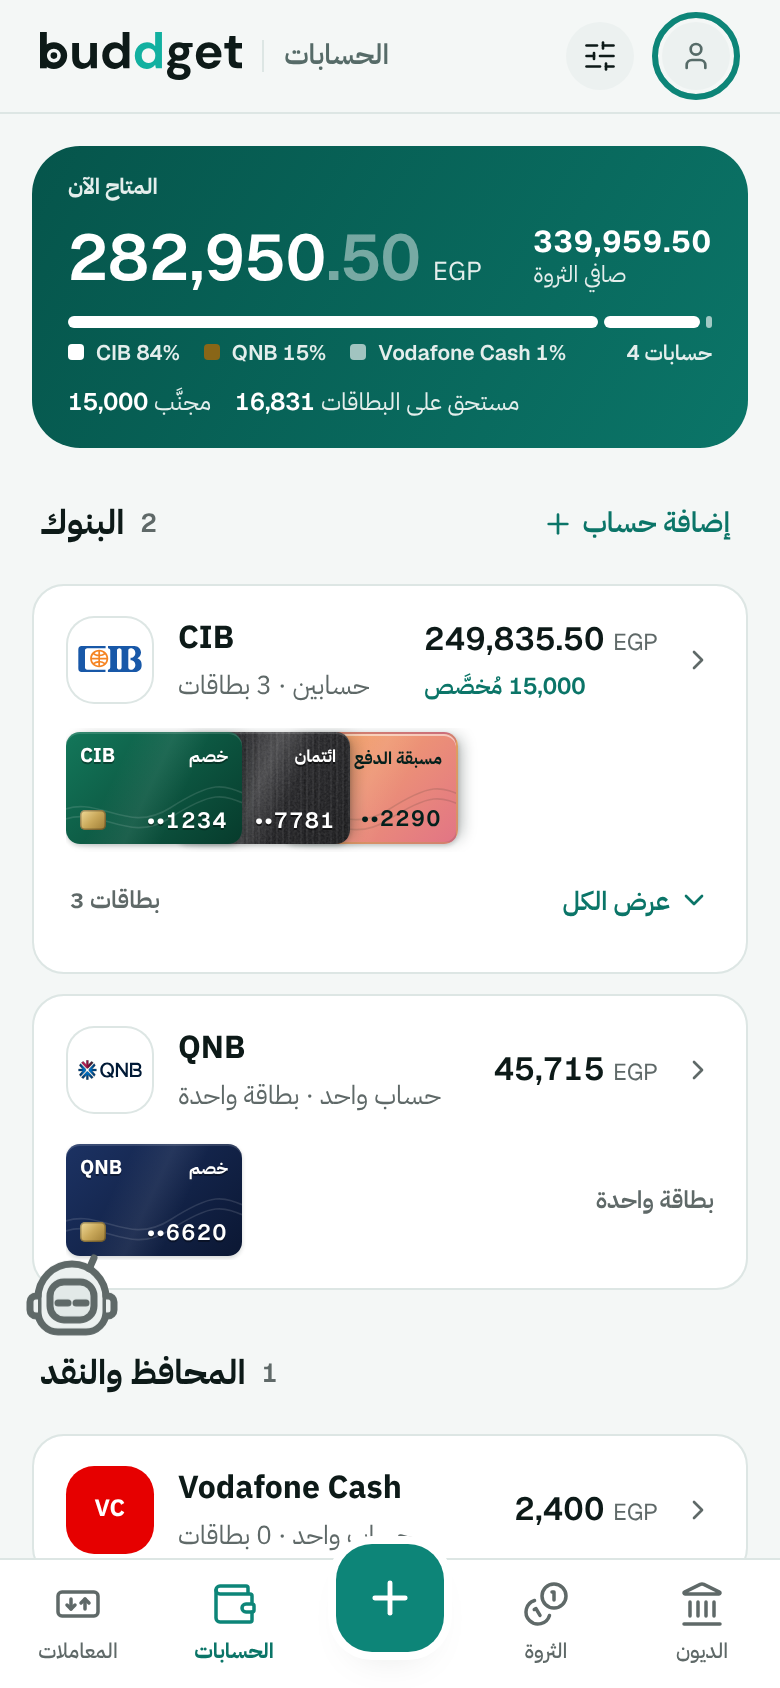 buddget الحسابات
المتاح الآن
282,950.50 EGP
339,959.50
صافي الثروة
CIB 84% QNB 15% Vodafone Cash 1% 4 حسابات
15,000 مجنَّب 16,831 مستحق على البطاقات
البنوك 2
+ إضافة حساب
CIB
CIB
249,835.50 EGP
حسابين · 3 بطاقات
15,000 مُخصَّص
CIB خصم
••1234
ائتمان
••7781
مسبقة الدفع
••2290
3 بطاقات
عرض الكل
QNB
QNB
45,715 EGP
حساب واحد · بطاقة واحدة
QNB خصم
••6620
بطاقة واحدة
المحافظ والنقد 1
VC
Vodafone Cash
2,400 EGP
حساب واحد · 0 بطاقات
المعاملات
الحسابات
+
الثروة
الديون